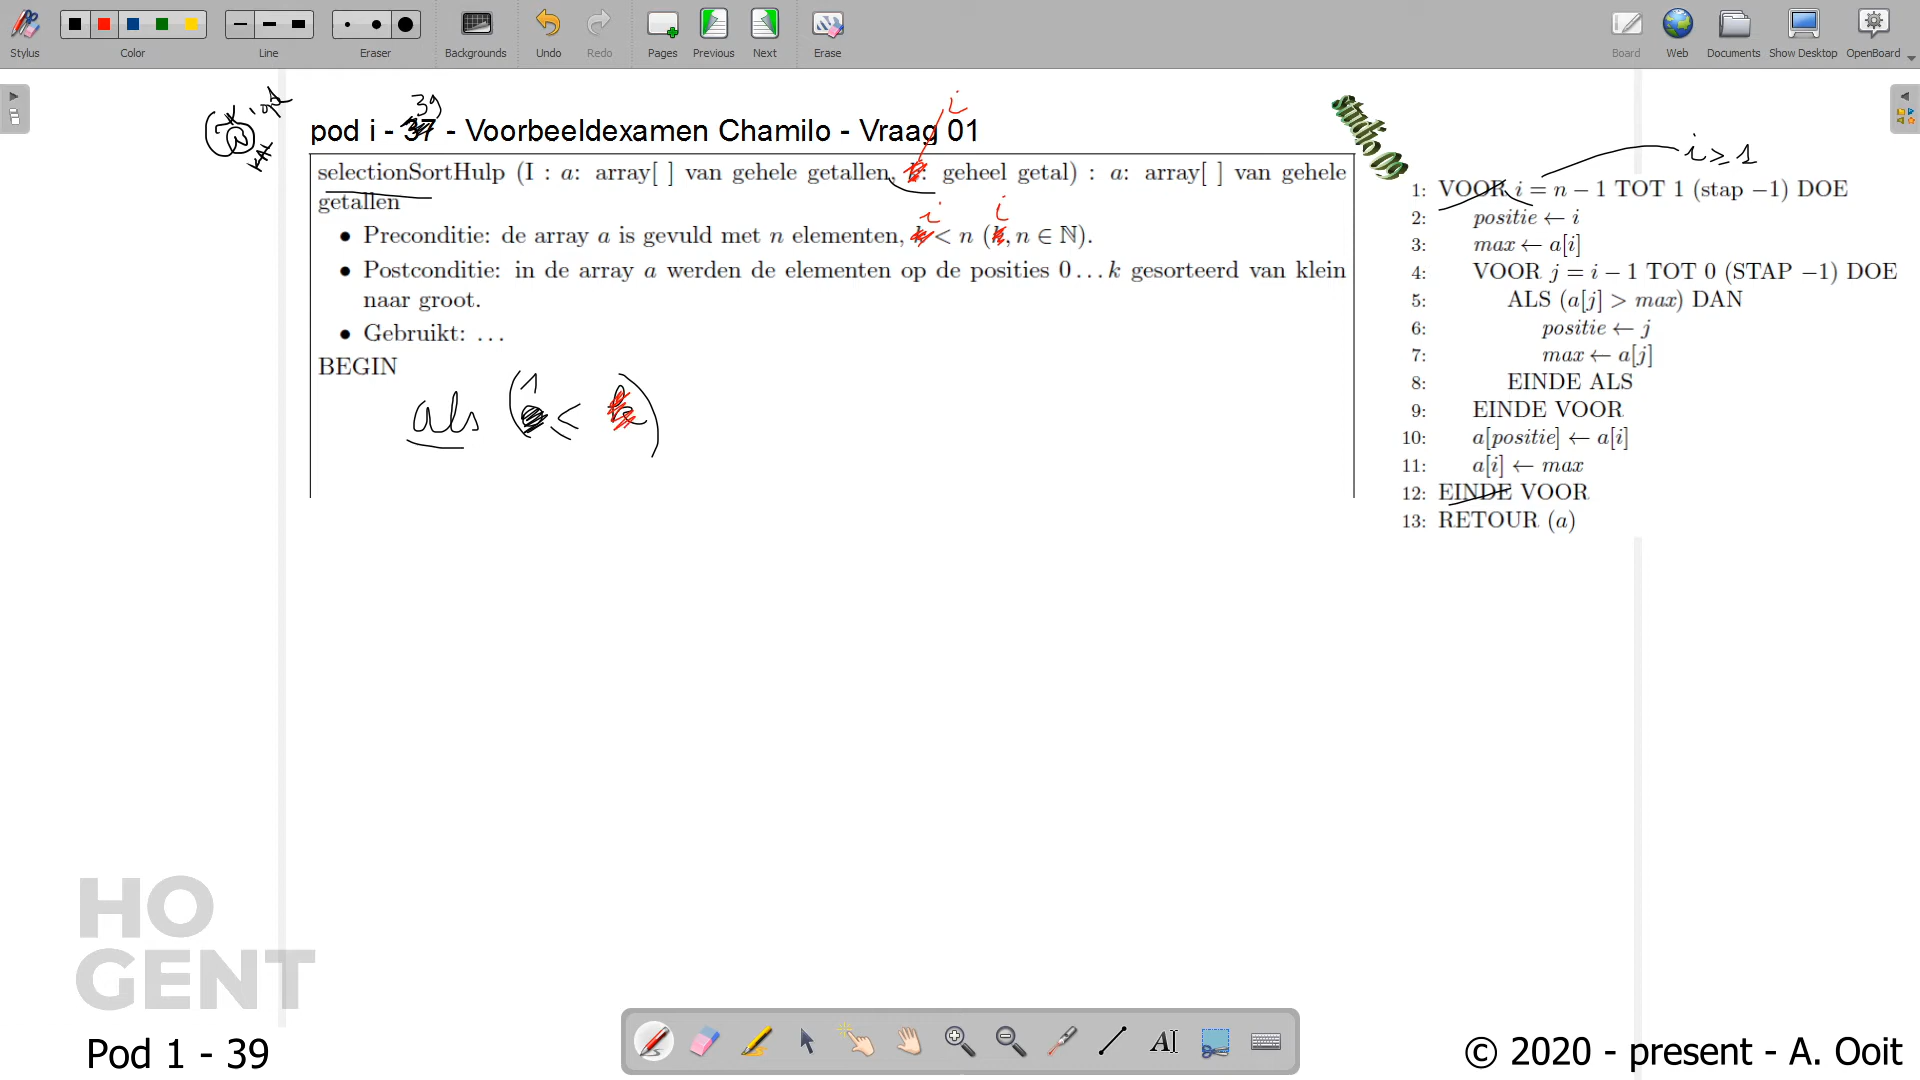 Stylus Color Line Eraser Backgrounds Undo Redo Pages Previous Next Erase Board Web Documents Show Desktop OpenBoard
39
i
pod i - 37 - Voorbeeldexamen Chamilo - Vraag 01
selectionSortHulp (I : a: array[ ] van gehele getallen, k: geheel getal) : a: array[ ] van gehele
getallen
i i
• Preconditie: de array a is gevuld met n elementen, k < n (k, n ∈ ℕ).
• Postconditie: in de array a werden de elementen op de posities 0 . . . k gesorteerd van klein
naar groot.
• Gebruikt: . . .
BEGIN
als (1 ≤ )
i ≥ 1
1: VOOR i = n − 1 TOT 1 (stap −1) DOE
2: positie ← i
3: max ← a[i]
4: VOOR j = i − 1 TOT 0 (STAP −1) DOE
5: ALS (a[j] > max) DAN
6: positie ← j
7: max ← a[j]
8: EINDE ALS
9: EINDE VOOR
10: a[positie] ← a[i]
11: a[i] ← max
12: EINDE VOOR
13: RETOUR (a)
HO
GENT
Pod 1 - 39
© 2020 - present - A. Ooit